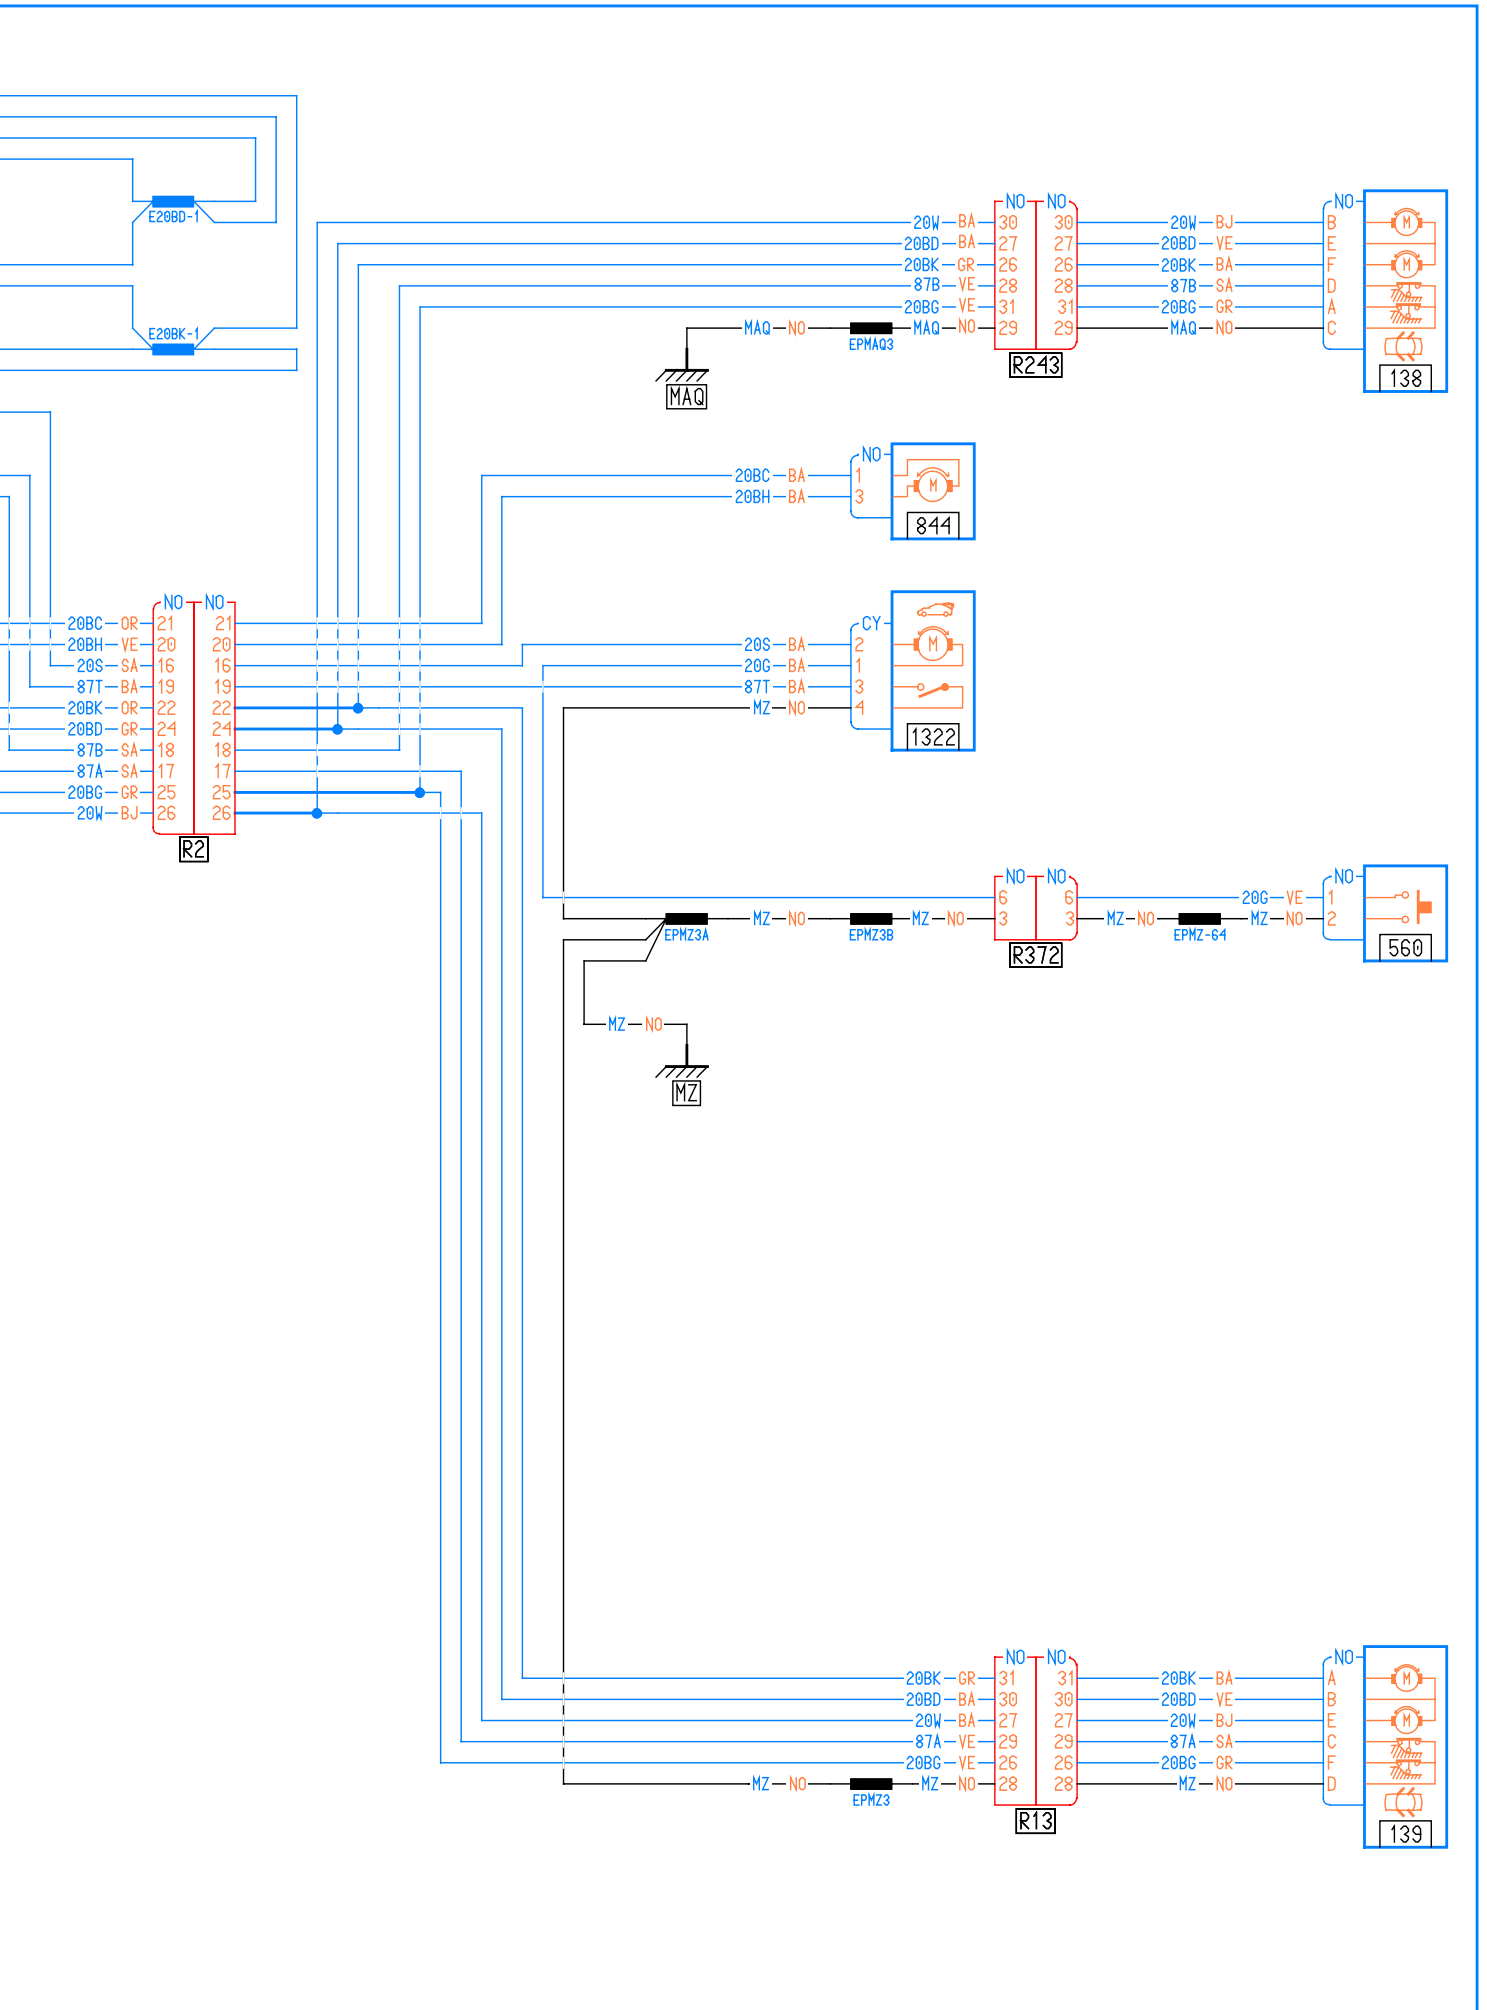 E20BD-1
E20BK-1
NO NO NO
20W BA 30 30 20W BJ B M
20BD BA 27 27 20BD VE E
20BK GR 26 26 20BK BA F M
87B VE 28 28 87B SA D
20BG VE 31 31 20BG GR A
MAQ NO MAQ NO 29 29 MAQ NO C
EPMAQ3
R243
138
MAQ
NO
20BC BA 1
20BH BA 3
M
844
NO NO
20BC OR 21 21
20BH VE 20 20
20S SA 16 16
87T BA 19 19
20BK OR 22 22
20BD GR 24 24
87B SA 18 18
87A SA 17 17
20BG GR 25 25
20W BJ 26 26
R2
CY
20S BA 2 M
20G BA 1
87T BA 3
MZ NO 4
1322
NO NO NO
6 6 20G VE 1
MZ NO MZ NO 3 3 MZ NO MZ NO 2
EPMZ3A EPMZ3B EPMZ-64
R372
560
MZ NO
MZ
NO NO NO
20BK GR 31 31 20BK BA A M
20BD BA 30 30 20BD VE B
20W BA 27 27 20W BJ E M
87A VE 29 29 87A SA C
20BG VE 26 26 20BG GR F
MZ NO MZ NO 28 28 MZ NO D
EPMZ3
R13
139